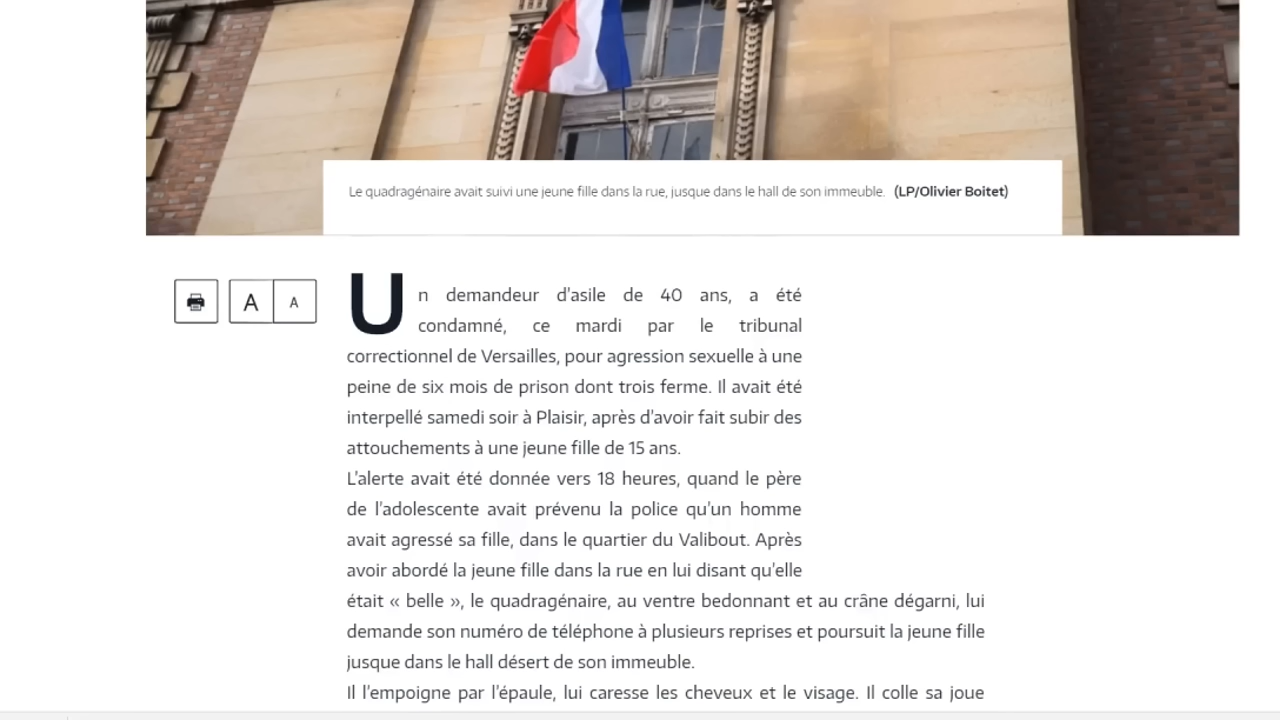 Le quadragénaire avait suivi une jeune fille dans la rue, jusque dans le hall de son immeuble. (LP/Olivier Boitet)
A A
Un demandeur d'asile de 40 ans, a été
condamné, ce mardi par le tribunal
correctionnel de Versailles, pour agression sexuelle à une
peine de six mois de prison dont trois ferme. Il avait été
interpellé samedi soir à Plaisir, après d'avoir fait subir des
attouchements à une jeune fille de 15 ans.
L'alerte avait été donnée vers 18 heures, quand le père
de l'adolescente avait prévenu la police qu'un homme
avait agressé sa fille, dans le quartier du Valibout. Après
avoir abordé la jeune fille dans la rue en lui disant qu'elle
était « belle », le quadragénaire, au ventre bedonnant et au crâne dégarni, lui
demande son numéro de téléphone à plusieurs reprises et poursuit la jeune fille
jusque dans le hall désert de son immeuble.
Il l'empoigne par l'épaule, lui caresse les cheveux et le visage. Il colle sa joue